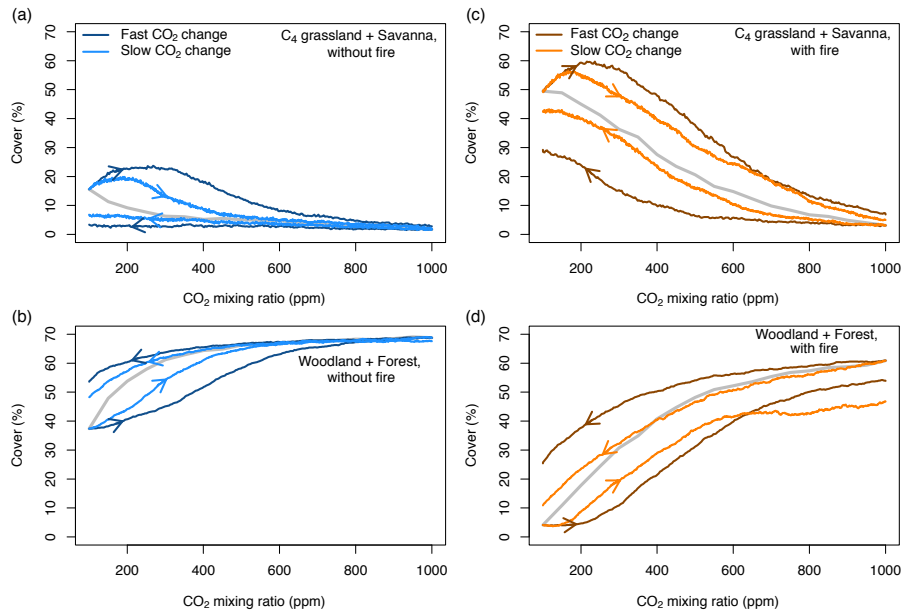 (a)
Fast CO₂ change
Slow CO₂ change
C₄ grassland + Savanna,
without fire
Cover (%)
0
10
20
30
40
50
60
70
200
400
600
800
1000
CO₂ mixing ratio (ppm)
(c)
Fast CO₂ change
Slow CO₂ change
C₄ grassland + Savanna,
with fire
Cover (%)
0
10
20
30
40
50
60
70
200
400
600
800
1000
CO₂ mixing ratio (ppm)
(b)
Woodland + Forest,
without fire
Cover (%)
0
10
20
30
40
50
60
70
200
400
600
800
1000
CO₂ mixing ratio (ppm)
(d)
Woodland + Forest,
with fire
Cover (%)
0
10
20
30
40
50
60
70
200
400
600
800
1000
CO₂ mixing ratio (ppm)